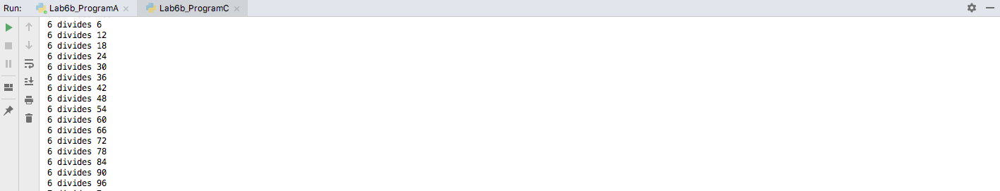 Run: Lab6b_ProgramA Lab6b_ProgramC
6 divides 6
6 divides 12
6 divides 18
6 divides 24
6 divides 30
6 divides 36
6 divides 42
6 divides 48
6 divides 54
6 divides 60
6 divides 66
6 divides 72
6 divides 78
6 divides 84
6 divides 90
6 divides 96